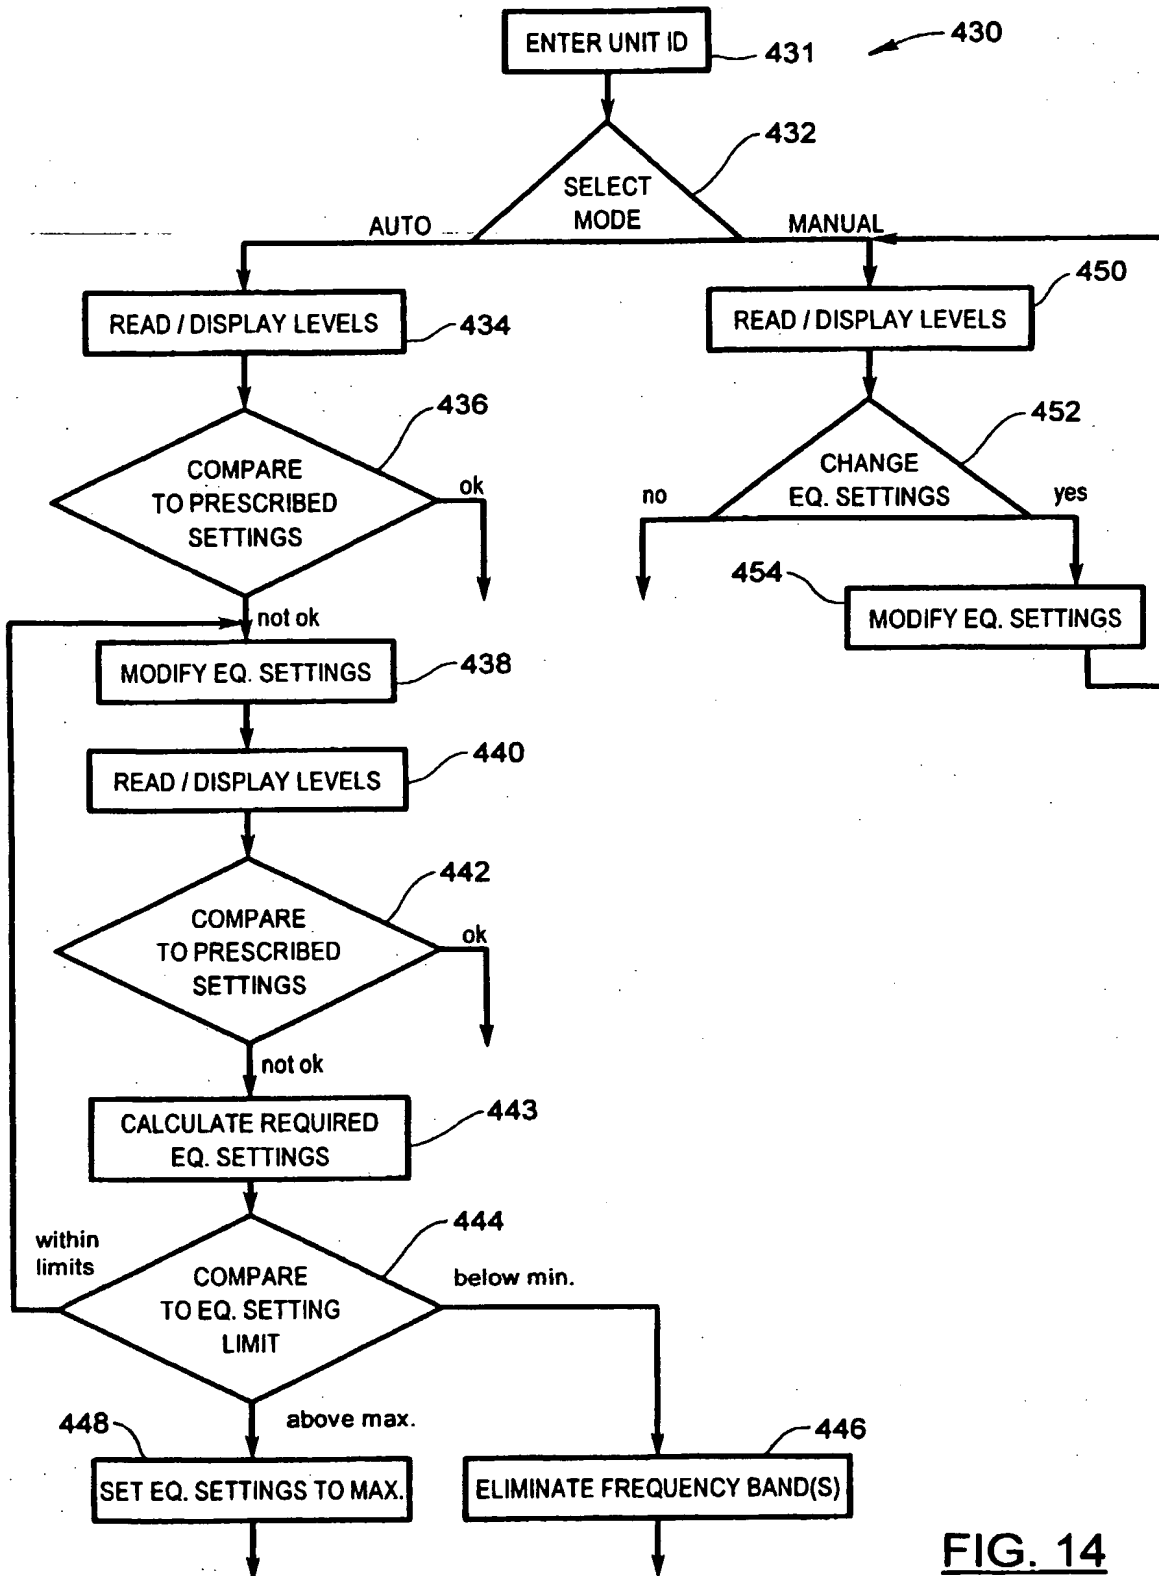 ENTER UNIT ID
431
430
432
SELECT
MODE
AUTO
MANUAL
450
READ / DISPLAY LEVELS
434
READ / DISPLAY LEVELS
436
COMPARE
TO PRESCRIBED
SETTINGS
ok
452
CHANGE
EQ. SETTINGS
no
yes
454
MODIFY EQ. SETTINGS
not ok
MODIFY EQ. SETTINGS
438
READ / DISPLAY LEVELS
440
442
COMPARE
TO PRESCRIBED
SETTINGS
ok
not ok
CALCULATE REQUIRED
EQ. SETTINGS
443
444
within
limits
COMPARE
TO EQ. SETTING
LIMIT
below min.
above max.
448
SET EQ. SETTINGS TO MAX.
446
ELIMINATE FREQUENCY BAND(S)
FIG. 14